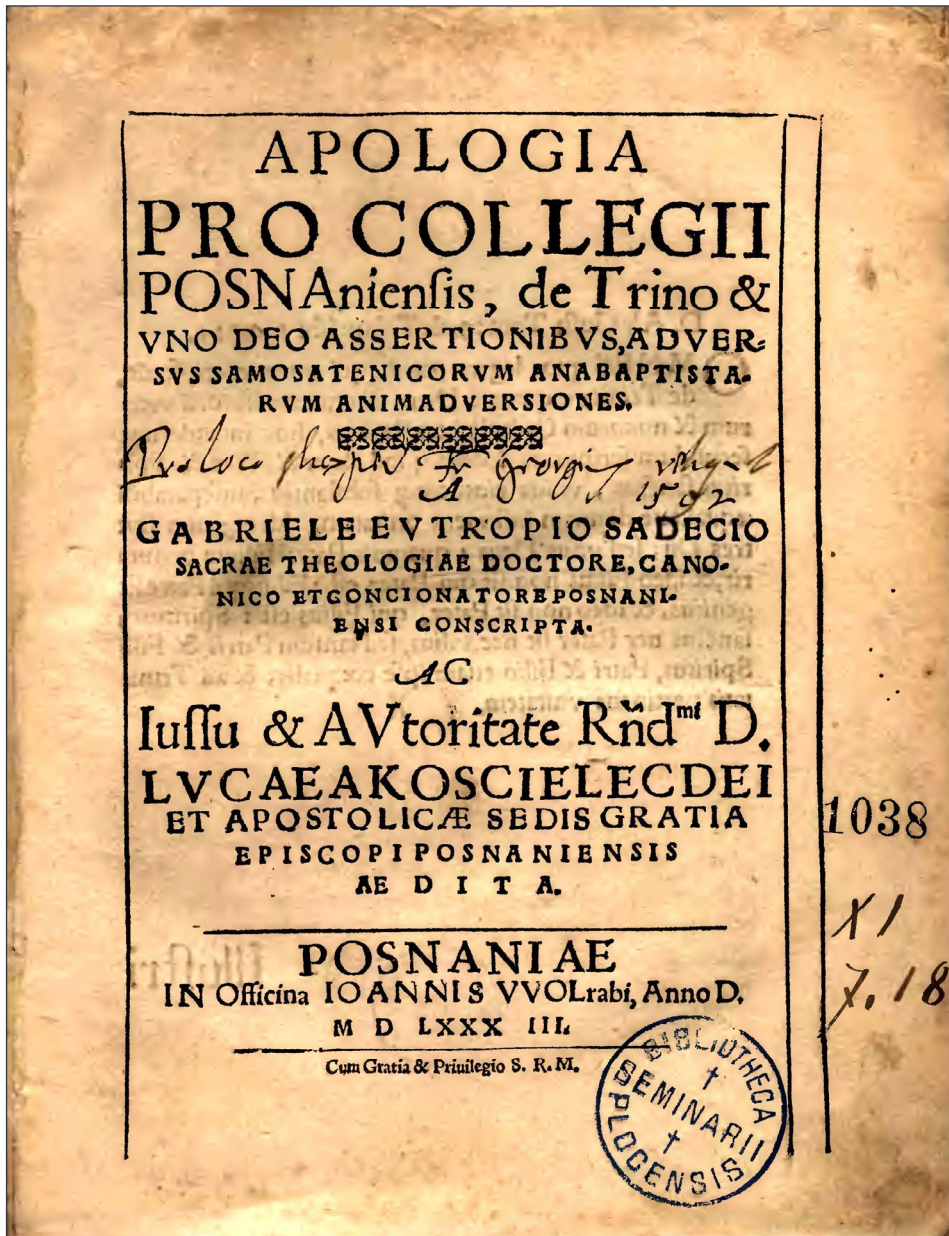 APOLOGIA
PRO COLLEGII
POSNAnienſis, de Trino &
VNO DEO ASSERTIONIBVS, ADVER-
SVS SAMOSATENICORVM ANABAPTISTA-
RVM ANIMADVERSIONES.
Pro loco
1592
A
GABRIELE EVTROPIO SADECIO
SACRAE THEOLOGIAE DOCTORE, CANO-
NICO ET CONCIONATORE POSNANI-
ENSI CONSCRIPTA.
AC
Iuſſu & AVtoritate Rñdmi D.
LVCAE A KOSCIELEC DEI
ET APOSTOLICÆ SEDIS GRATIA
EPISCOPI POSNANIENSIS
AE D I T A.
1038
XI
7.18
POSNANIAE
IN Officina IOANNIS VVOLrabi, Anno D.
M D LXXX III.
Cum Gratia & Priuilegio S. R. M.
BIBLIOTHECA
SEMINARII
PLOCENSIS